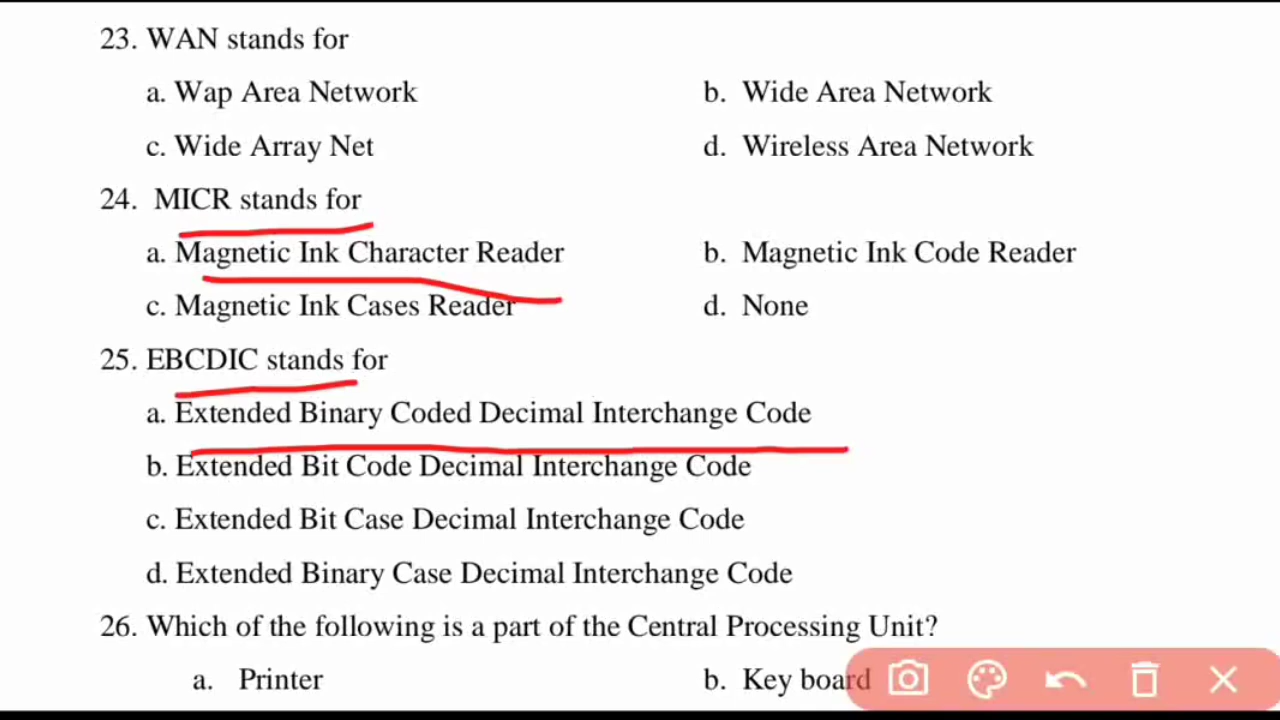 23. WAN stands for
a. Wap Area Network b. Wide Area Network
c. Wide Array Net d. Wireless Area Network
24. MICR stands for
a. Magnetic Ink Character Reader b. Magnetic Ink Code Reader
c. Magnetic Ink Cases Reader d. None
25. EBCDIC stands for
a. Extended Binary Coded Decimal Interchange Code
b. Extended Bit Code Decimal Interchange Code
c. Extended Bit Case Decimal Interchange Code
d. Extended Binary Case Decimal Interchange Code
26. Which of the following is a part of the Central Processing Unit?
a. Printer b. Key board